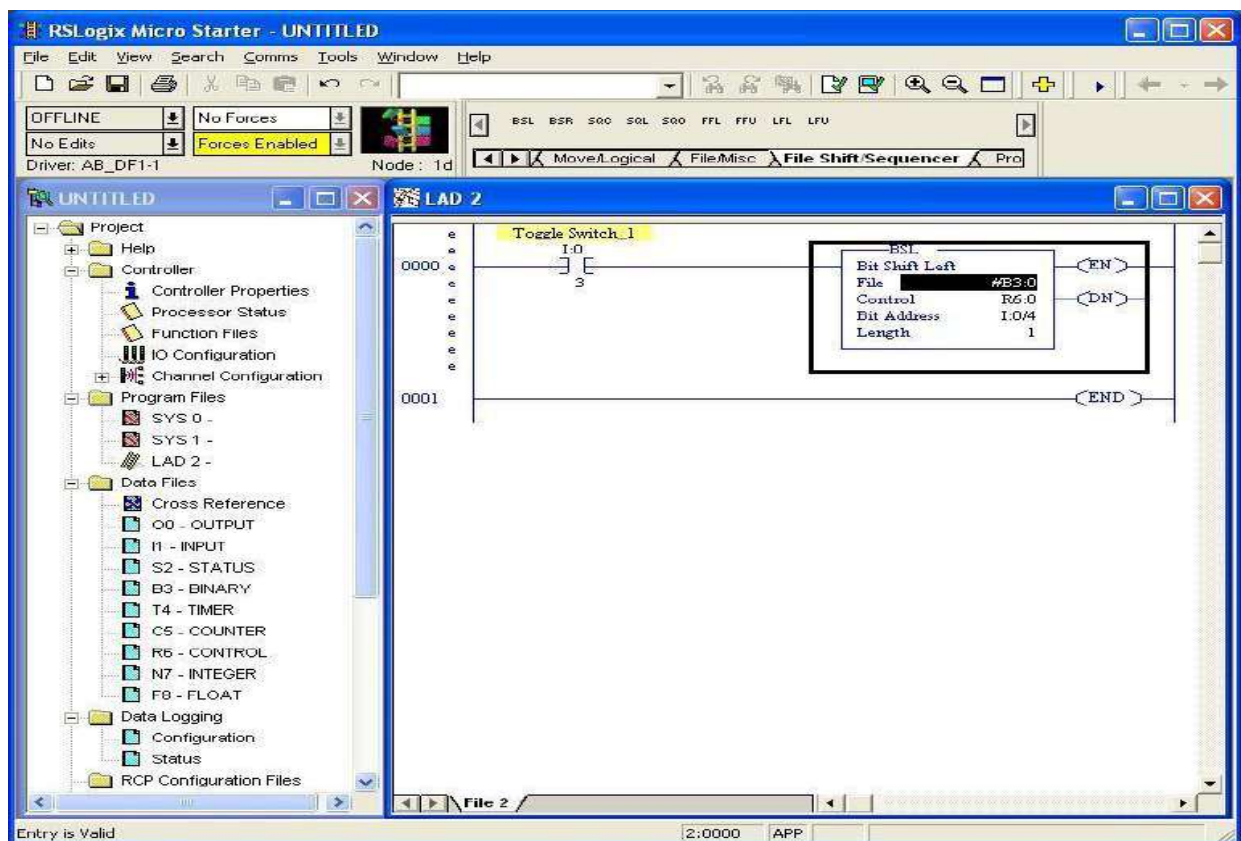 RSLogix Micro Starter - UNTITLED
File Edit View Search Comms Tools Window Help
OFFLINE No Forces
No Edits Forces Enabled
Driver: AB_DF1-1 Node : 1d
BSL BSR SQC SQL SQO FFL FFU LFL LFU
Move/Logical File/Misc File Shift/Sequencer Pro
UNTITLED
Project
Help
Controller
Controller Properties
Processor Status
Function Files
IO Configuration
Channel Configuration
Program Files
SYS 0 -
SYS 1 -
LAD 2 -
Data Files
Cross Reference
O0 - OUTPUT
I1 - INPUT
S2 - STATUS
B3 - BINARY
T4 - TIMER
C5 - COUNTER
R6 - CONTROL
N7 - INTEGER
F8 - FLOAT
Data Logging
Configuration
Status
RCP Configuration Files
LAD 2
e
e
0000 e
e
e
e
e
e
e
Toggle Switch_1
I:0
3
BSL
Bit Shift Left
File #B3:0
Control R6:0
Bit Address I:0/4
Length 1
EN
DN
0001
END
File 2
Entry is Valid 2:0000 APP